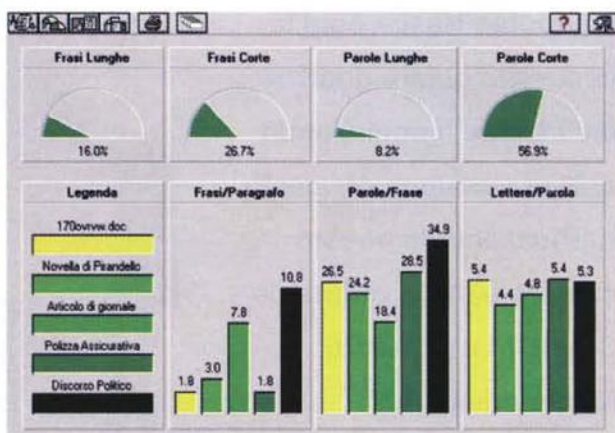 ?
Frasi Lunghe
16.0%
Frasi Corte
26.7%
Parole Lunghe
8.2%
Parole Corte
56.9%
Legenda
170ovrvw.doc
Novella di Pirandello
Articolo di giornale
Polizza Assicurativa
Discorso Politico
Frasi/Paragrafo
1.8
3.0
7.8
1.8
10.8
Parole/Frase
26.5
24.2
18.4
28.5
34.9
Lettere/Parola
5.4
4.4
4.8
5.4
5.3